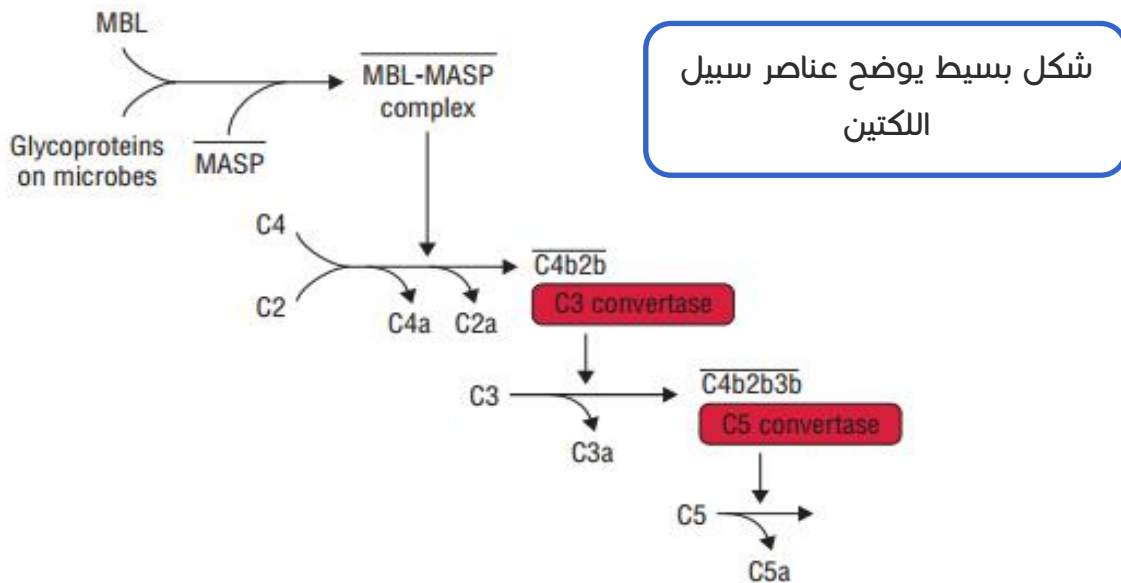 MBL
Glycoproteins
on microbes
MASP
MBL-MASP
complex
شكل بسيط يوضح عناصر سبيل
اللكتين
C4
C2
C4a
C2a
C4b2b
C3 convertase
C3
C3a
C4b2b3b
C5 convertase
C5
C5a